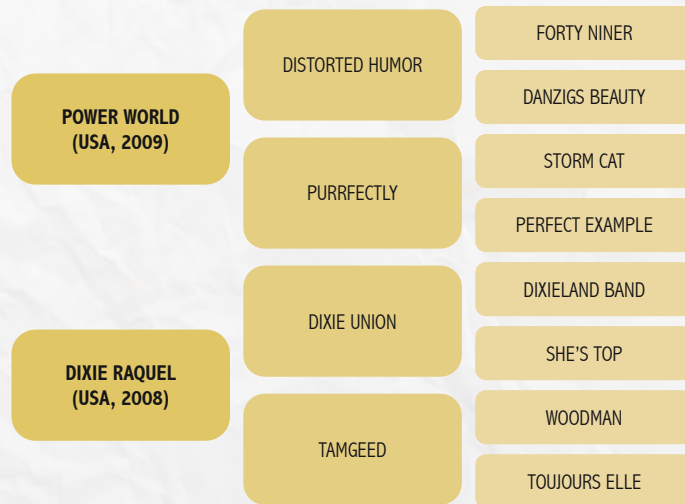 POWER WORLD
(USA, 2009)
DISTORTED HUMOR
FORTY NINER
DANZIGS BEAUTY
PURRFECTLY
STORM CAT
PERFECT EXAMPLE
DIXIE RAQUEL
(USA, 2008)
DIXIE UNION
DIXIELAND BAND
SHE'S TOP
TAMGEED
WOODMAN
TOUJOURS ELLE